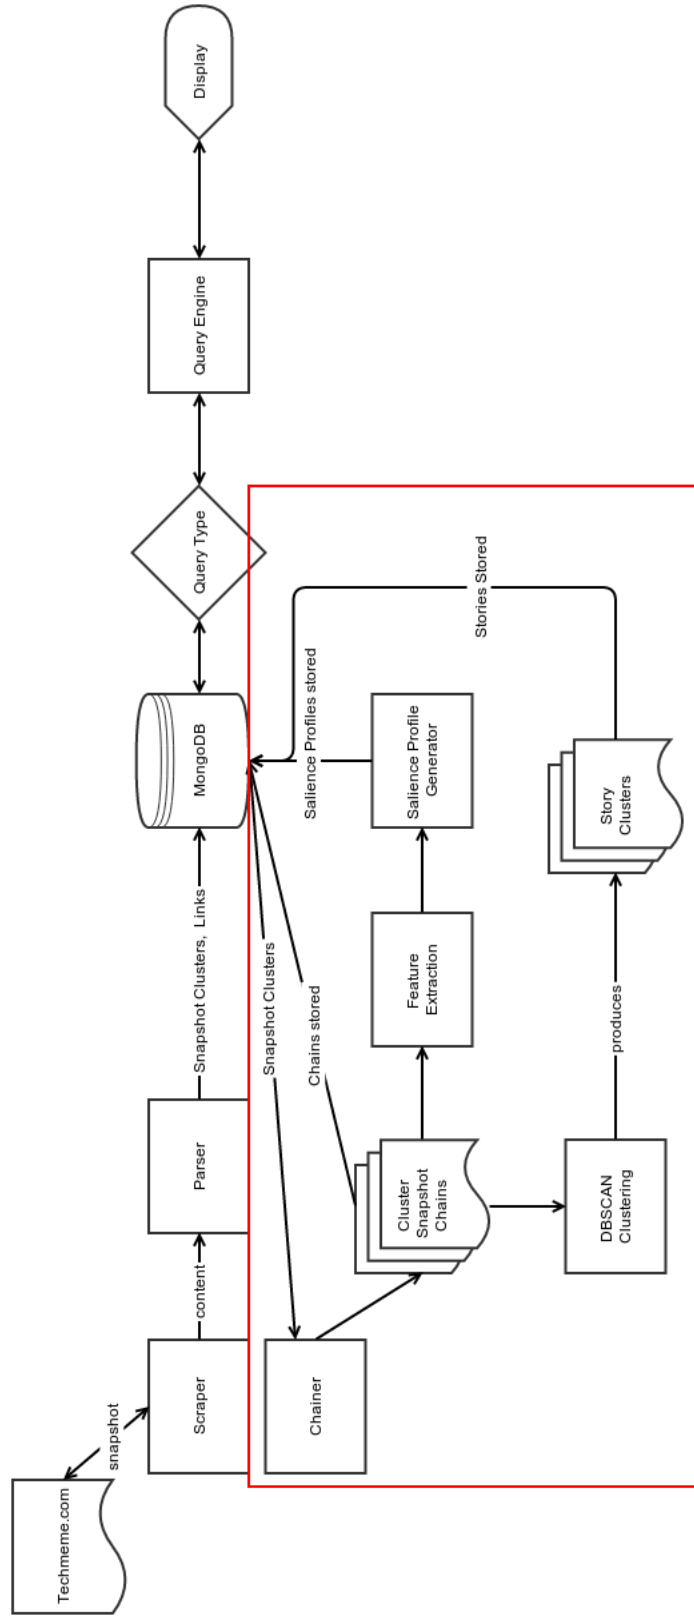 Techmeme.com
snapshot
Scraper
content
Parser
Snapshot Clusters, Links
MongoDB
Query Type
Query Engine
Display
Chainer
Snapshot Clusters
Chains stored
Cluster
Snapshot
Chains
Feature
Extraction
Salience Profile
Generator
Salience Profiles stored
DBSCAN
Clustering
produces
Story
Clusters
Stories Stored